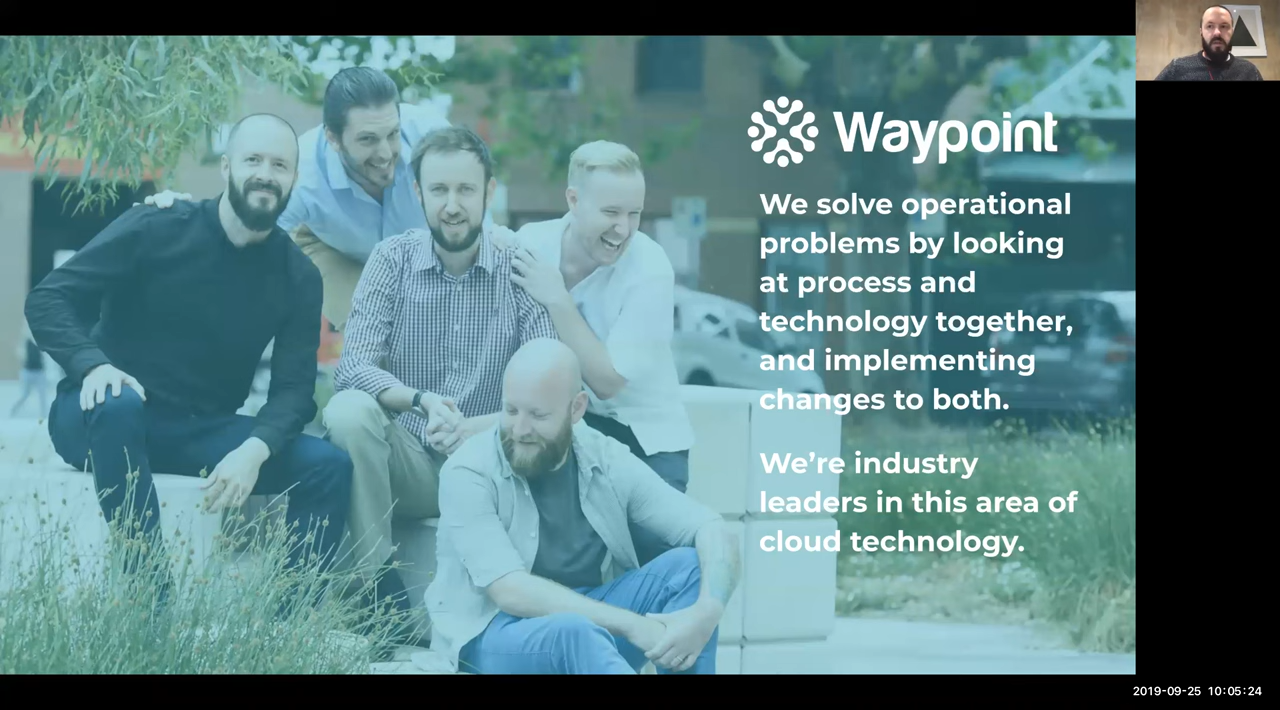 Waypoint
We solve operational
problems by looking
at process and
technology together,
and implementing
changes to both.
We’re industry
leaders in this area of
cloud technology.
2019-09-25 10:05:24